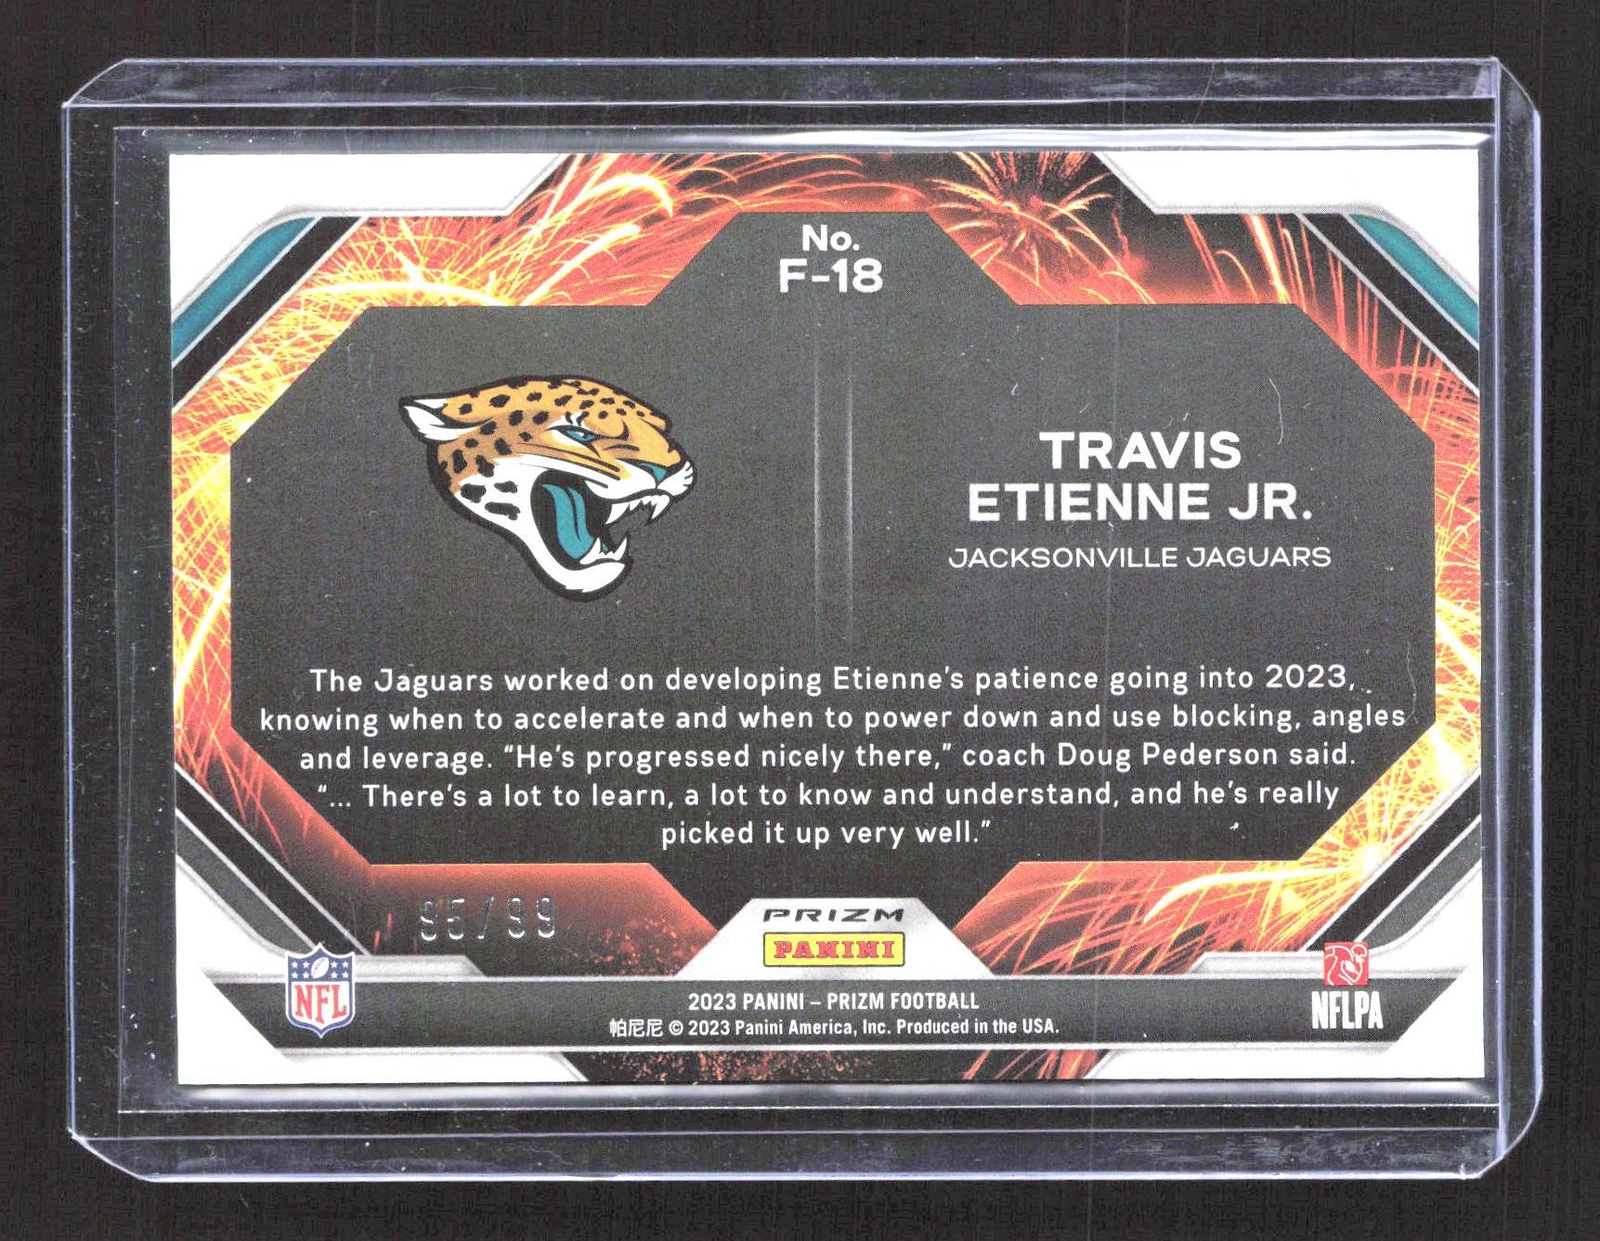 No.
F-18
TRAVIS
ETIENNE JR.
JACKSONVILLE JAGUARS
The Jaguars worked on developing Etienne's patience going into 2023,
knowing when to accelerate and when to power down and use blocking, angles
and leverage. “He's progressed nicely there,” coach Doug Pederson said.
“... There's a lot to learn, a lot to know and understand, and he's really
picked it up very well.”
95/99
PRIZM
PANINI
NFL
NFLPA
2023 PANINI – PRIZM FOOTBALL
帕尼尼 © 2023 Panini America, Inc. Produced in the USA.